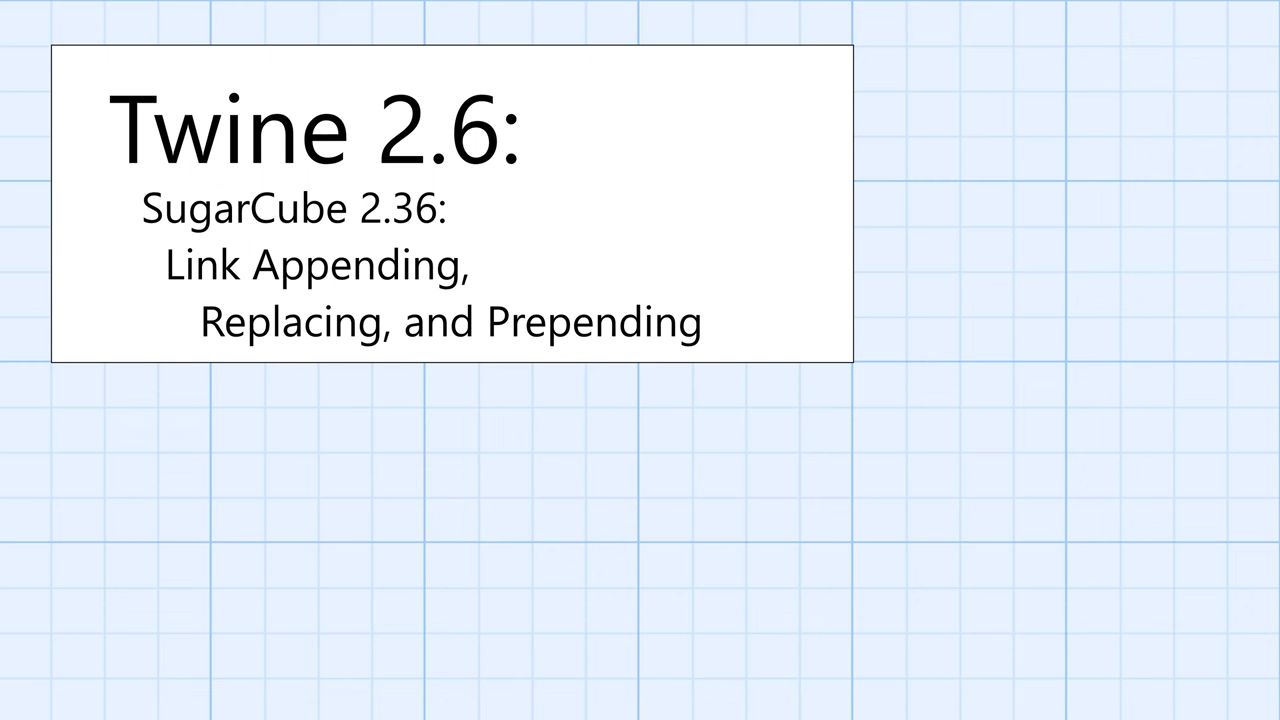 Twine 2.6:
SugarCube 2.36:
Link Appending,
Replacing, and Prepending